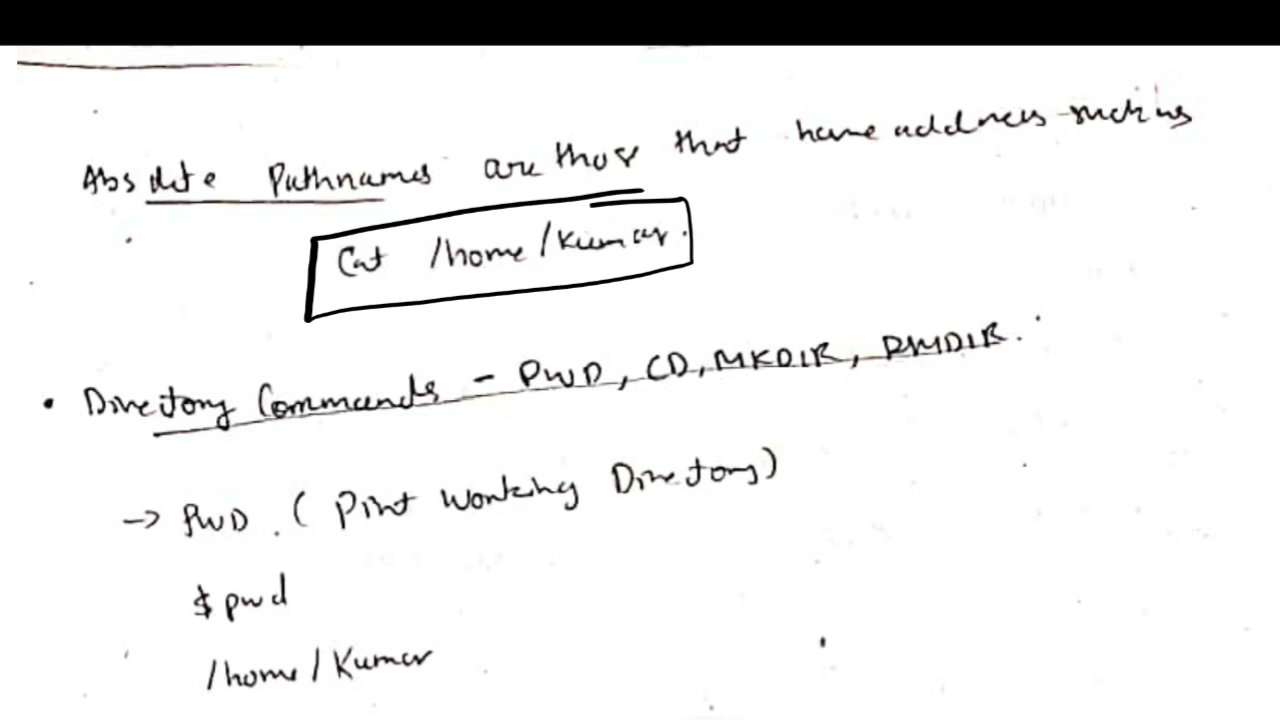 Absolute Pathnames are those that home address such as
Cat /home/Kumar.
• Directory Commands - PWD, CD, MKDIR, RMDIR.
-> PWD. ( Print Working Directory)
$ pwd
/home/Kumar